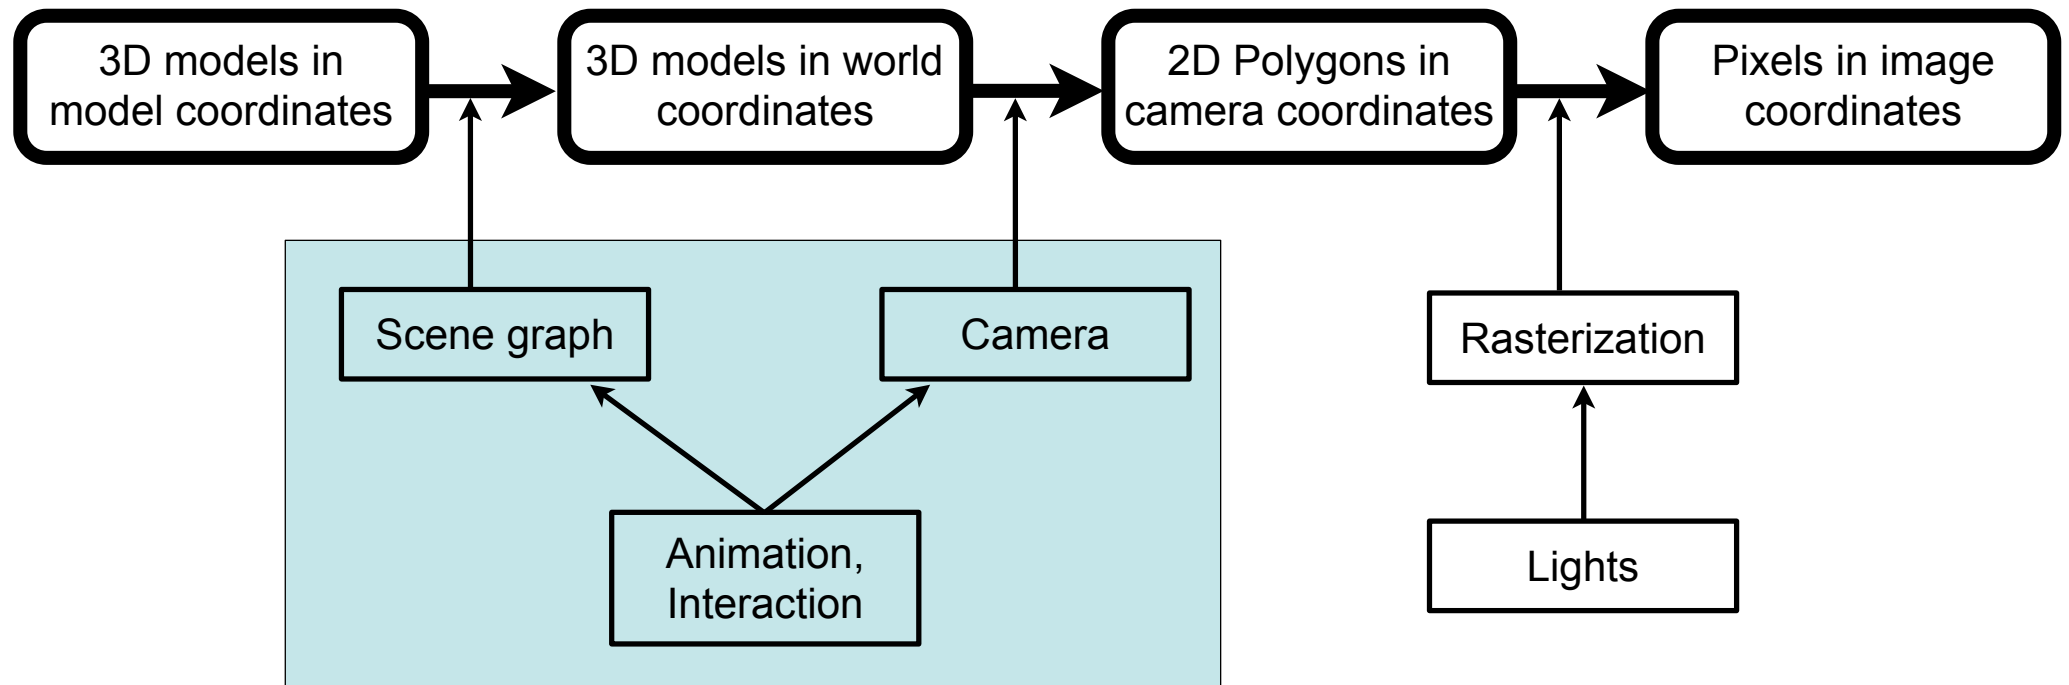 3D models in
model coordinates
3D models in world
coordinates
2D Polygons in
camera coordinates
Pixels in image
coordinates
Scene graph
Camera
Rasterization
Animation,
Interaction
Lights